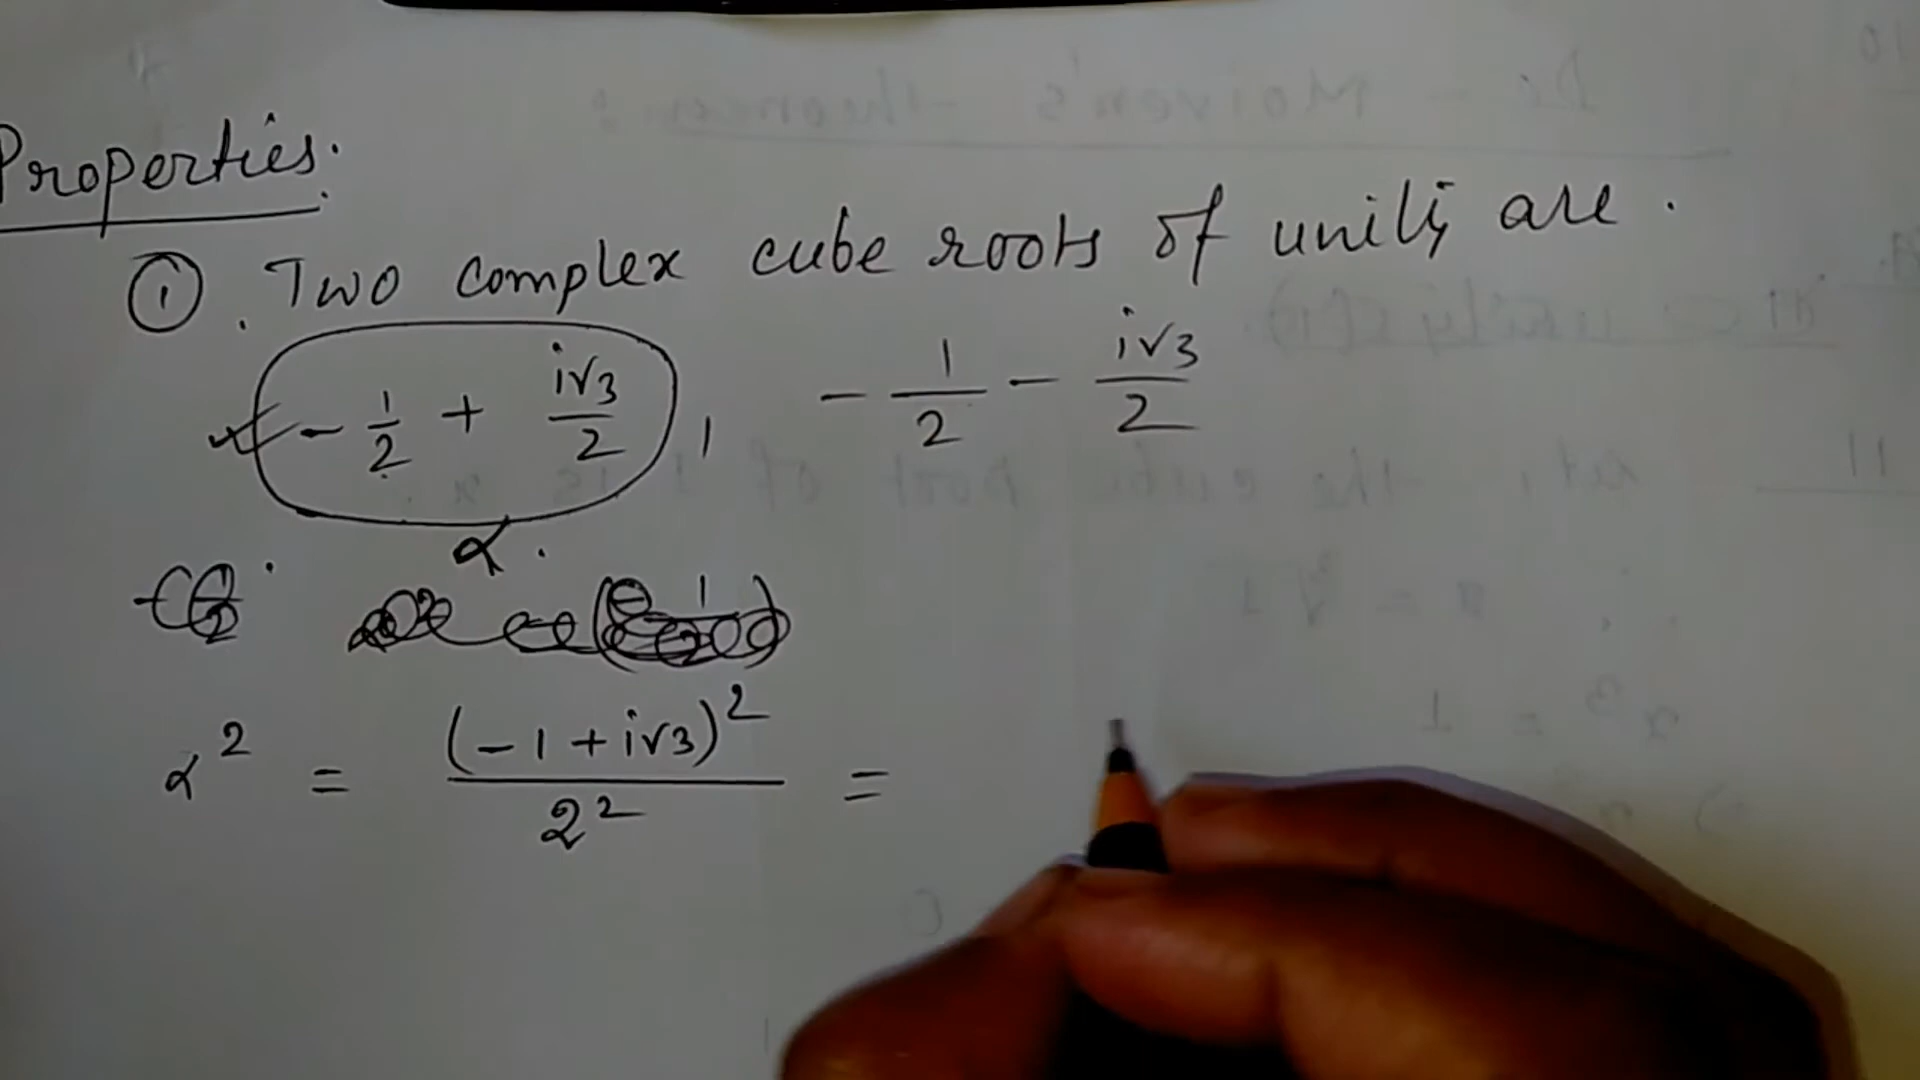 Properties:
① . Two complex cube roots of unity are .
- 1/2 + i√3/2 , - 1/2 - i√3/2
α .
α² = (-1+i√3)²/2² =